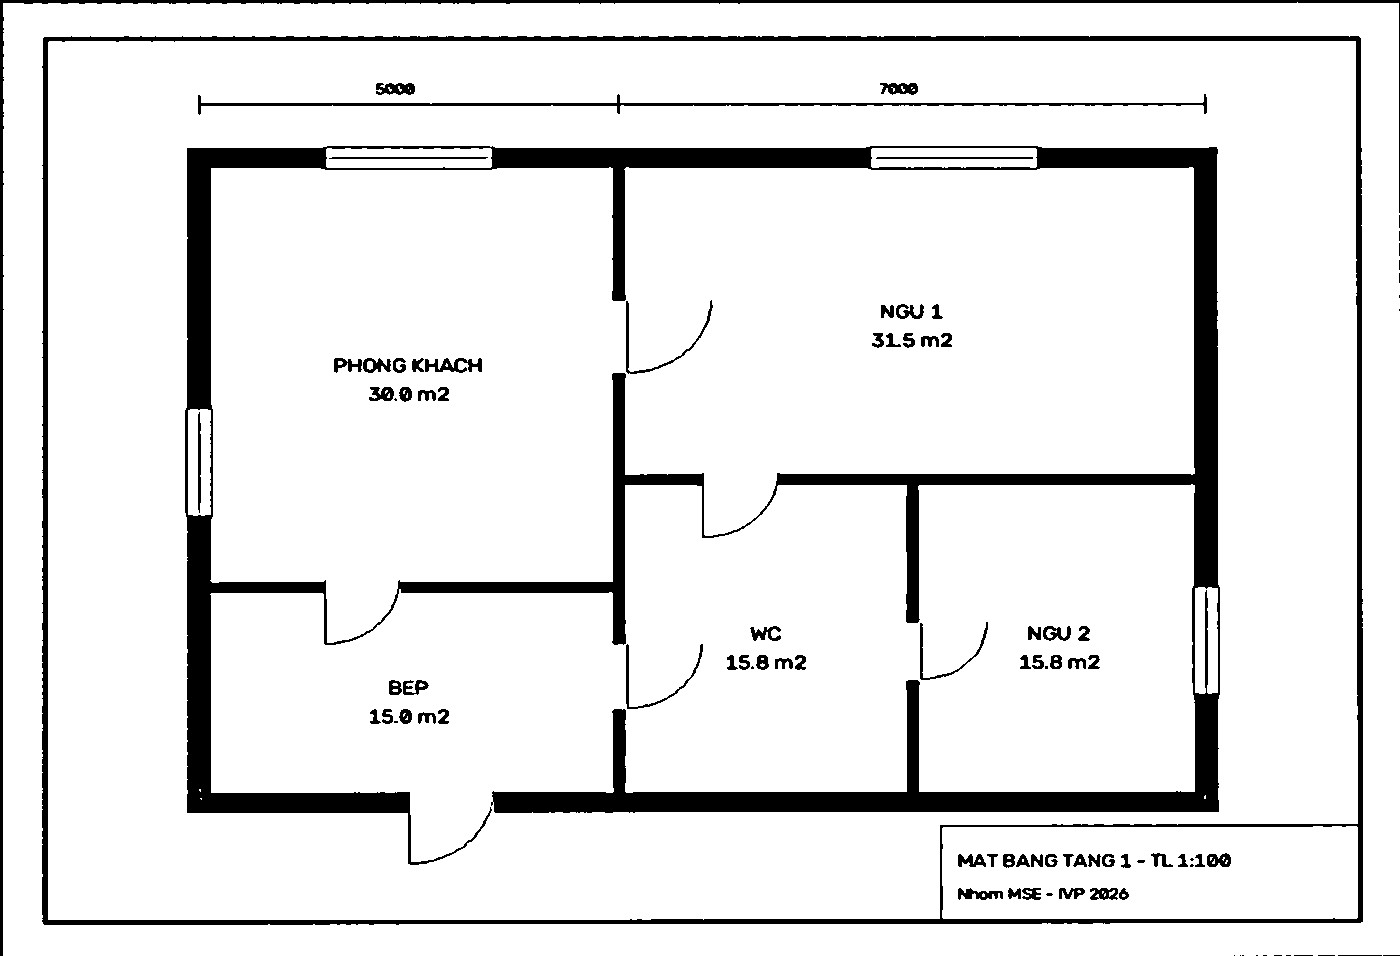 5000
7000
NGU 1
31.5 m2
PHONG KHACH
30.0 m2
WC
15.8 m2
NGU 2
15.8 m2
BEP
15.0 m2
MAT BANG TANG 1 - TL 1:100
Nhom MSE - IVP 2026